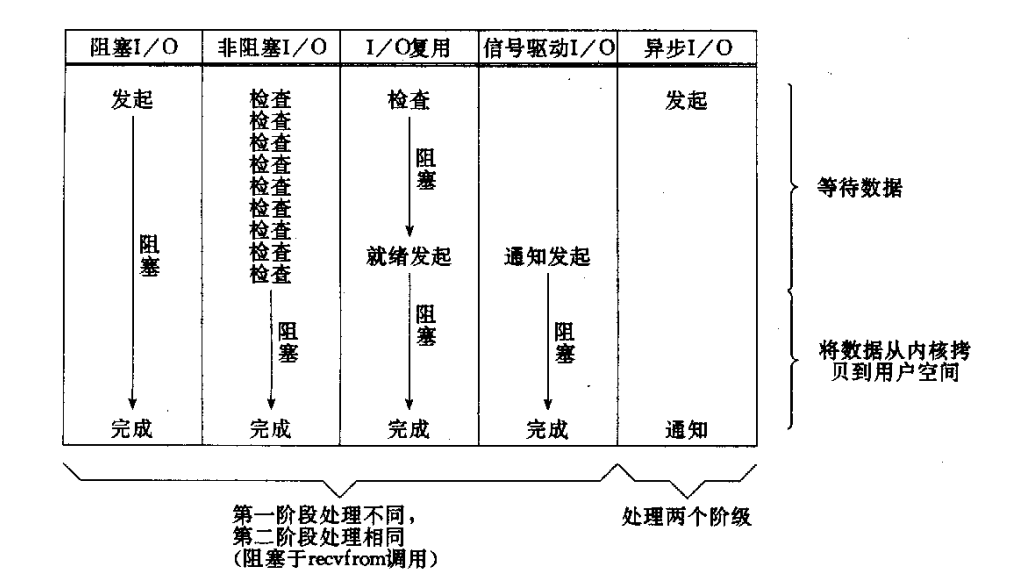 阻塞I/O 非阻塞I/O I/O复用 信号驱动I/O 异步I/O
发起 检查 检查 发起
检查
检查
检查
检查
检查
检查
检查
检查
阻塞
等待数据
阻塞
就绪发起 通知发起
阻塞
阻塞
阻塞
将数据从内核拷
贝到用户空间
完成 完成 完成 完成 通知
第一阶段处理不同，
第二阶段处理相同
(阻塞于recvfrom调用)
处理两个阶级